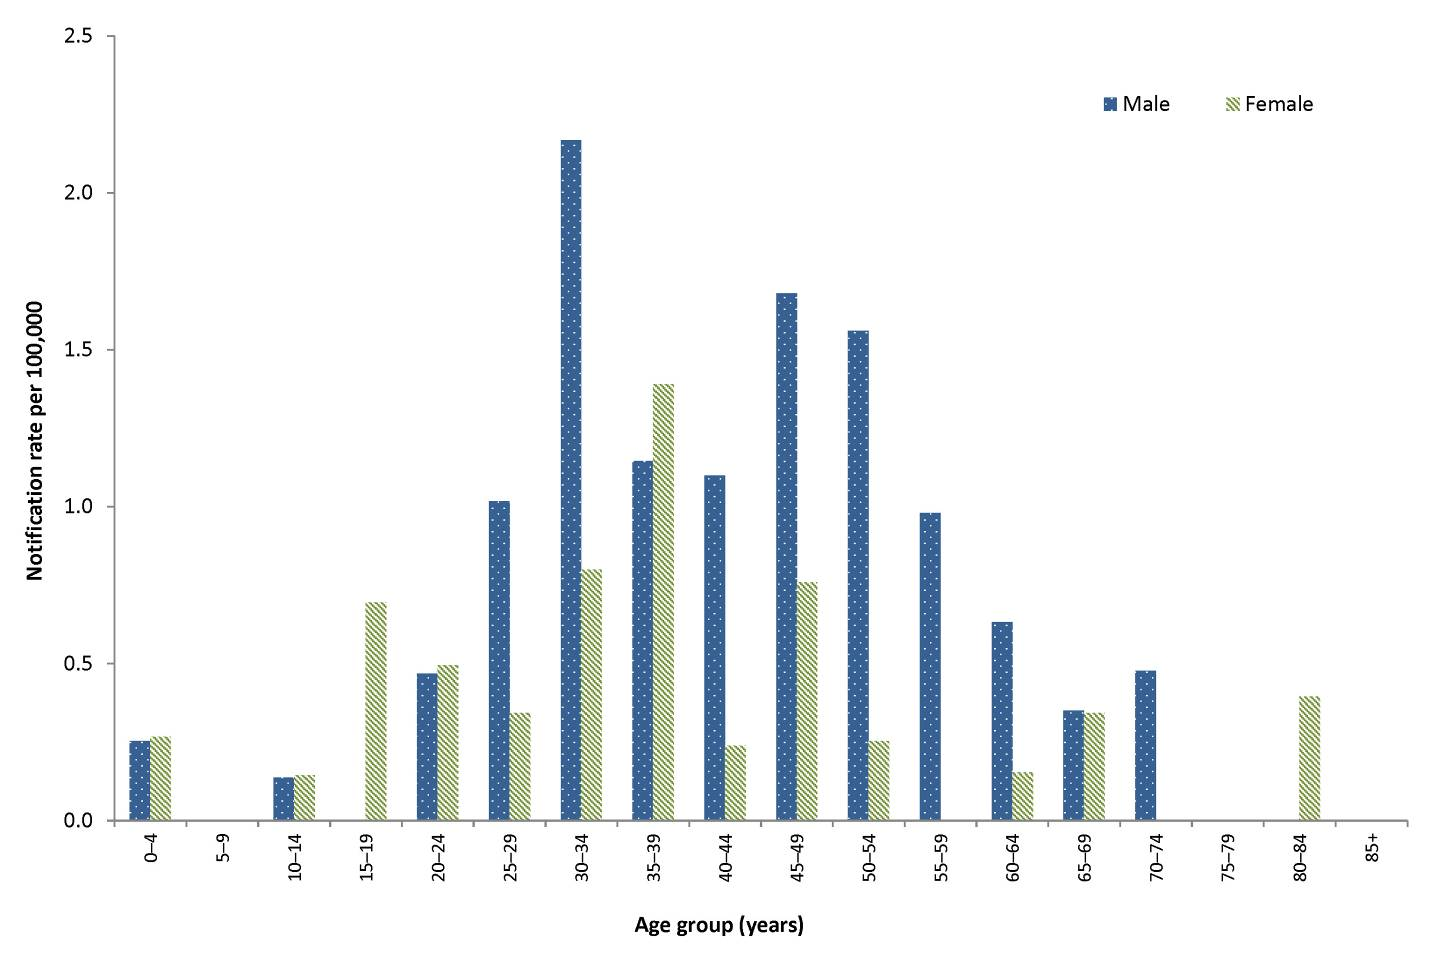 2.5
Male Female
2.0
1.5
Notification rate per 100,000
1.0
0.5
0.0
0–4 5–9 10–14 15–19 20–24 25–29 30–34 35–39 40–44 45–49 50–54 55–59 60–64 65–69 70–74 75–79 80–84 85+
Age group (years)